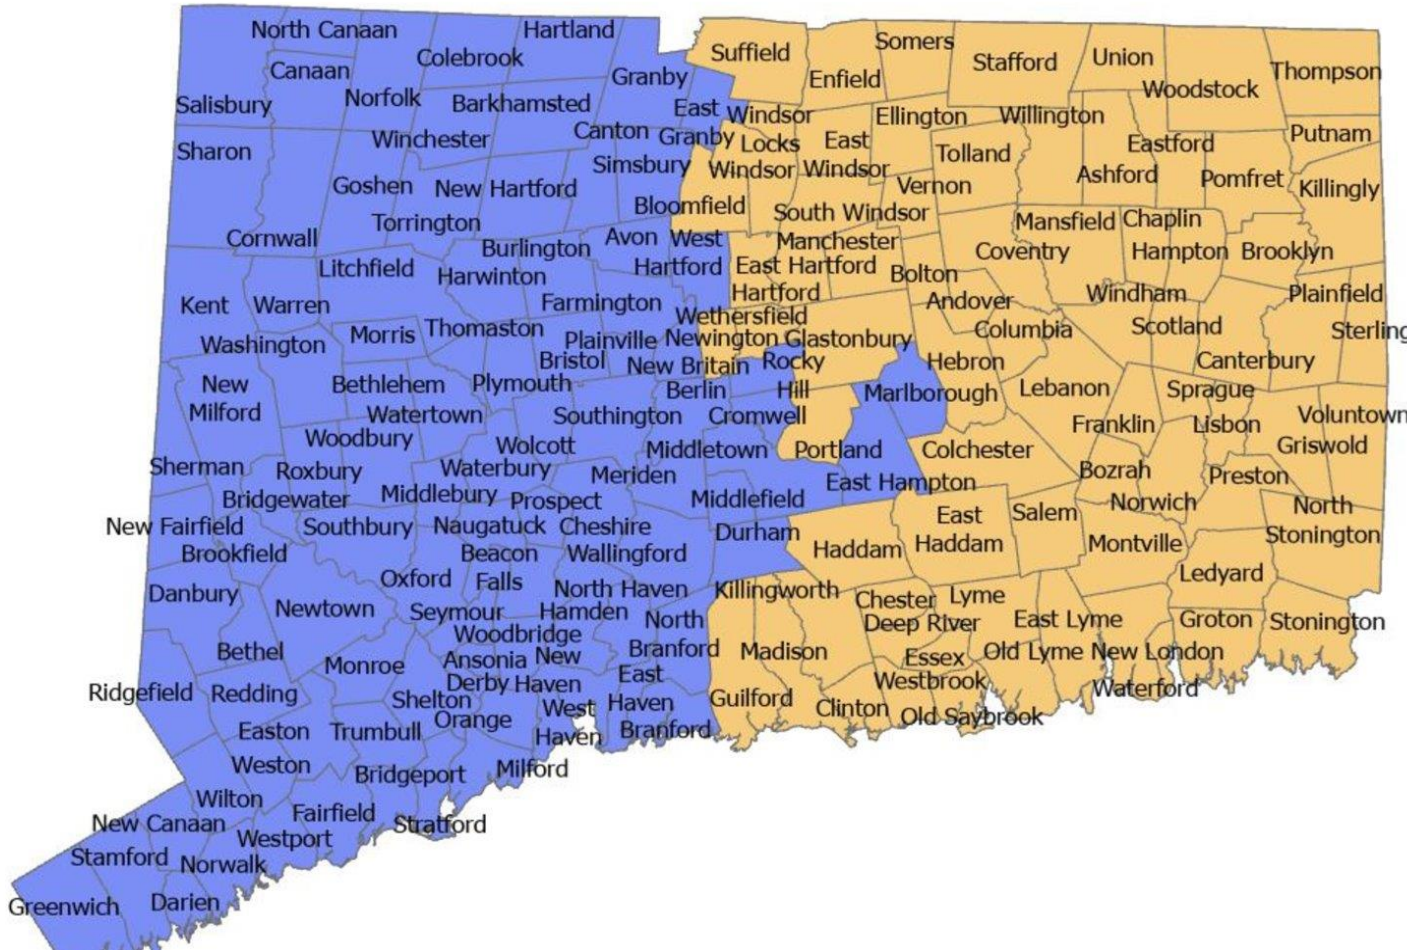 North Canaan
Hartland
Canaan
Colebrook
Granby
Suffield
Enfield
Somers
Stafford
Union
Woodstock
Thompson
Salisbury
Norfolk
Barkhamsted
East
Granby
Windsor
Locks
Ellington
Willington
Putnam
Winchester
Canton
Sharon
Simsbury
Windsor
East
Windsor
Tolland
Eastford
Ashford
Pomfret
Killingly
Goshen
New Hartford
Vernon
Bloomfield
South Windsor
Mansfield
Chaplin
Torrington
Cornwall
Burlington
Avon
West
Hartford
Manchester
Coventry
Hampton
Brooklyn
Litchfield
Harwinton
East Hartford
Bolton
Kent
Warren
Farmington
Hartford
Andover
Windham
Plainfield
Morris
Thomaston
Wethersfield
Columbia
Scotland
Sterling
Washington
Plainville
Newington
Glastonbury
Bristol
New Britain
Rocky
Hill
Hebron
Canterbury
New
Milford
Bethlehem
Plymouth
Berlin
Marlborough
Lebanon
Sprague
Watertown
Southington
Cromwell
Franklin
Lisbon
Voluntown
Woodbury
Wolcott
Middletown
Portland
Colchester
Griswold
Sherman
Roxbury
Waterbury
Meriden
Bozrah
Preston
Bridgewater
Middlebury
Prospect
Middlefield
East Hampton
Norwich
North
Stonington
New Fairfield
Southbury
Naugatuck
Cheshire
Durham
East
Haddam
Salem
Brookfield
Beacon
Falls
Wallingford
Haddam
Montville
Danbury
Oxford
North Haven
Killingworth
Ledyard
Newtown
Seymour
Hamden
North
Branford
Chester
Lyme
Deep River
East Lyme
Groton
Stonington
Bethel
Woodbridge
Monroe
Ansonia
New
Haven
Madison
Essex
Old Lyme
New London
Ridgefield
Redding
Derby
East
Haven
Westbrook
Waterford
Shelton
West
Haven
Guilford
Clinton
Old Saybrook
Easton
Trumbull
Orange
Branford
Weston
Bridgeport
Milford
Wilton
Fairfield
Stratford
New Canaan
Westport
Stamford
Norwalk
Greenwich
Darien